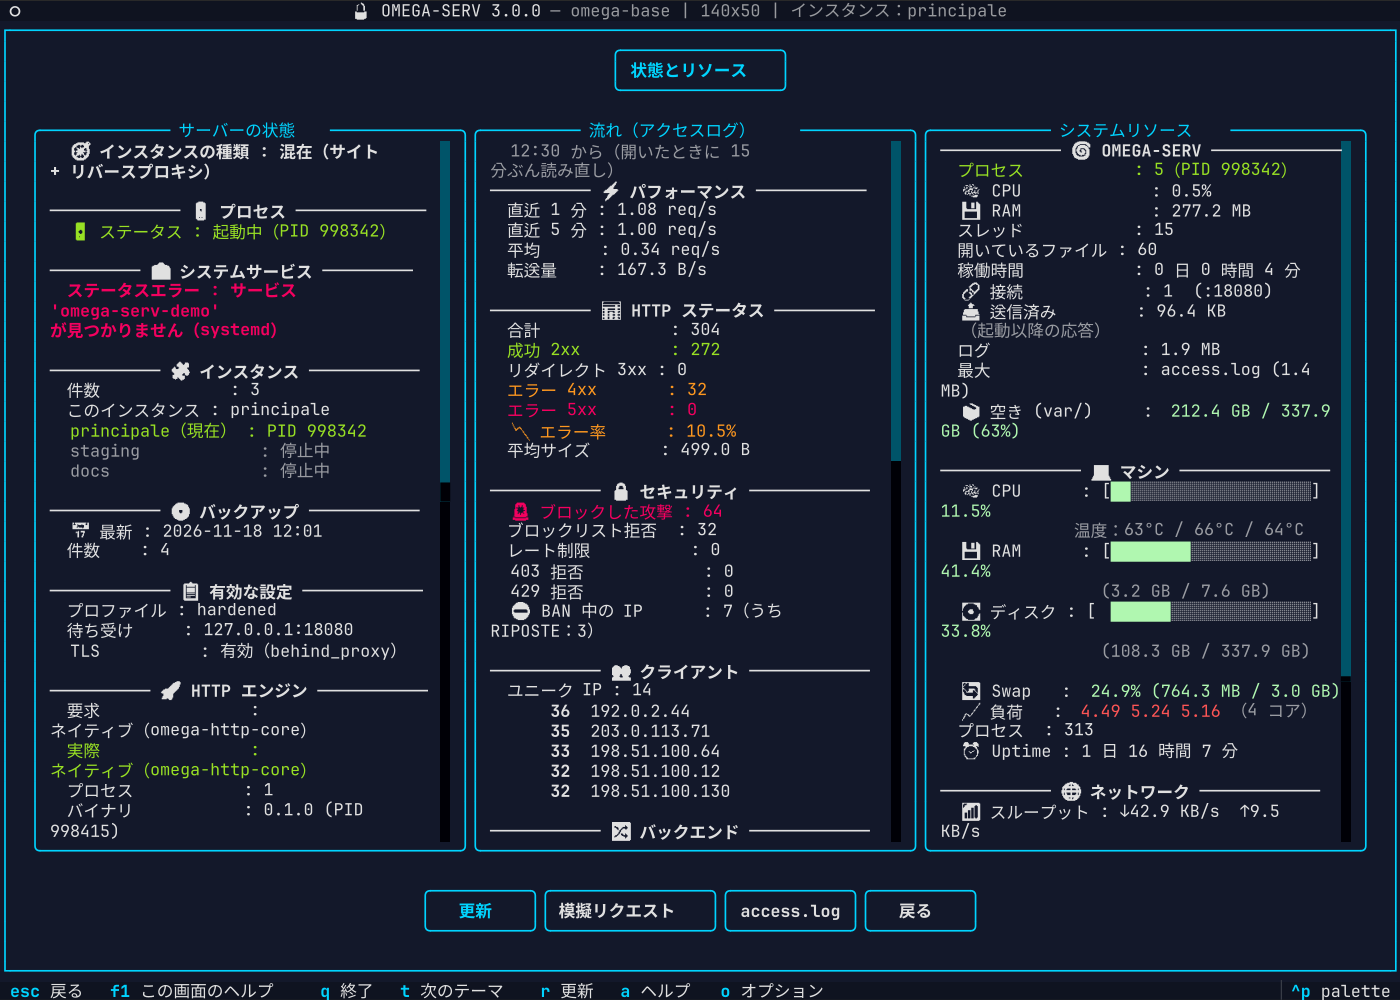 OMEGA-SERV 3.0.0 — omega-base | 140x50 | インスタンス：principale
状態とリソース
サーバーの状態
インスタンスの種類 : 混在（サイト
+ リバースプロキシ）
プロセス
ステータス : 起動中（PID 998342）
システムサービス
ステータスエラー : サービス
'omega-serv-demo'
が見つかりません（systemd）
インスタンス
件数 : 3
このインスタンス : principale
principale（現在） : PID 998342
staging : 停止中
docs : 停止中
バックアップ
最新 : 2026-11-18 12:01
件数 : 4
有効な設定
プロファイル : hardened
待ち受け : 127.0.0.1:18080
TLS : 有効（behind_proxy）
HTTP エンジン
要求 :
ネイティブ（omega-http-core）
実際 :
ネイティブ（omega-http-core）
プロセス : 1
バイナリ : 0.1.0 (PID
998415)
流れ（アクセスログ）
12:30 から（開いたときに 15
分ぶん読み直し）
パフォーマンス
直近 1 分 : 1.08 req/s
直近 5 分 : 1.00 req/s
平均 : 0.34 req/s
転送量 : 167.3 B/s
HTTP ステータス
合計 : 304
成功 2xx : 272
リダイレクト 3xx : 0
エラー 4xx : 32
エラー 5xx : 0
エラー率 : 10.5%
平均サイズ : 499.0 B
セキュリティ
ブロックした攻撃 : 64
ブロックリスト拒否 : 32
レート制限 : 0
403 拒否 : 0
429 拒否 : 0
BAN 中の IP : 7（うち
RIPOSTE：3）
クライアント
ユニーク IP : 14
36 192.0.2.44
35 203.0.113.71
33 198.51.100.64
32 198.51.100.12
32 198.51.100.130
バックエンド
システムリソース
OMEGA-SERV
プロセス : 5（PID 998342）
CPU : 0.5%
RAM : 277.2 MB
スレッド : 15
開いているファイル : 60
稼働時間 : 0 日 0 時間 4 分
接続 : 1 (:18080)
送信済み : 96.4 KB
（起動以降の応答）
ログ : 1.9 MB
最大 : access.log (1.4
MB)
空き (var/) : 212.4 GB / 337.9
GB (63%)
マシン
CPU : [ ]
11.5%
温度：63°C / 66°C / 64°C
RAM : [ ]
41.4%
(3.2 GB / 7.6 GB)
ディスク : [ ]
33.8%
(108.3 GB / 337.9 GB)
Swap : 24.9% (764.3 MB / 3.0 GB)
負荷 : 4.49 5.24 5.16 （4 コア）
プロセス : 313
Uptime : 1 日 16 時間 7 分
ネットワーク
スループット : ↓42.9 KB/s ↑9.5
KB/s
更新 模擬リクエスト access.log 戻る
esc 戻る f1 この画面のヘルプ q 終了 t 次のテーマ r 更新 a ヘルプ o オプション ^p palette